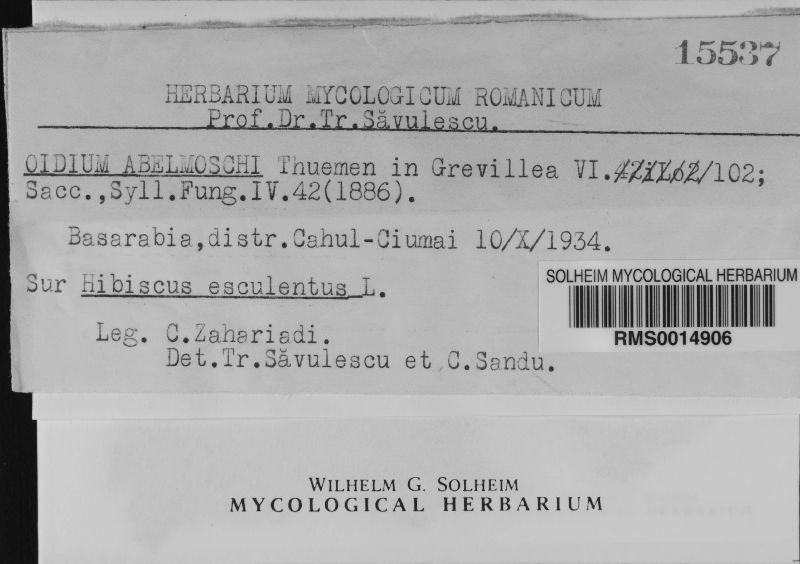 15537
HERBARIUM MYCOLOGICUM ROMANICUM
Prof.Dr.Tr.Săvulescu.
OIDIUM ABELMOSCHI Thuemen in Grevillea VI. /102;
Sacc.,Syll.Fung.IV.42(1886).
Basarabia,distr.Cahul-Ciumai 10/X/1934.
Sur Hibiscus esculentus L.
Leg. C.Zahariadi.
Det.Tr.Săvulescu et C.Sandu.
SOLHEIM MYCOLOGICAL HERBARIUM
RMS0014906
WILHELM G. SOLHEIM
MYCOLOGICAL HERBARIUM